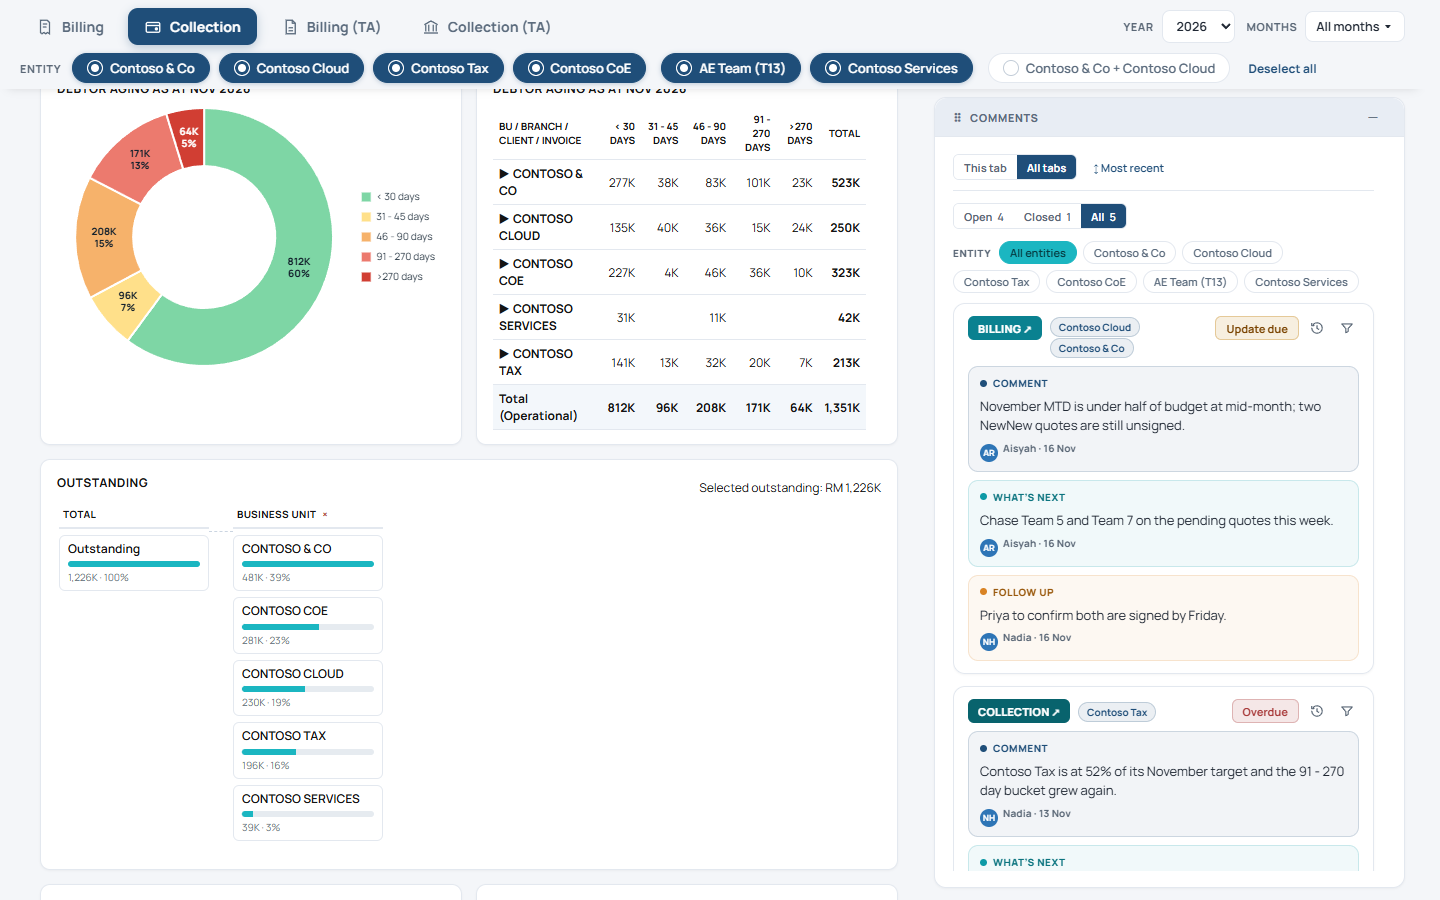 Billing
Collection
Billing (TA)
Collection (TA)
YEAR
2026
MONTHS
All months
ENTITY
Contoso & Co
Contoso Cloud
Contoso Tax
Contoso CoE
AE Team (T13)
Contoso Services
Contoso & Co + Contoso Cloud
Deselect all
DEBTOR AGING AS AT NOV 2026
64K
5%
171K
13%
208K
15%
96K
7%
812K
60%
< 30 days
31 - 45 days
46 - 90 days
91 - 270 days
>270 days
DEBTOR AGING AS AT NOV 2026
BU / BRANCH / CLIENT / INVOICE < 30 DAYS 31 - 45 DAYS 46 - 90 DAYS 91 - 270 DAYS >270 DAYS TOTAL
▶ CONTOSO & CO 277K 38K 83K 101K 23K 523K
▶ CONTOSO CLOUD 135K 40K 36K 15K 24K 250K
▶ CONTOSO COE 227K 4K 46K 36K 10K 323K
▶ CONTOSO SERVICES 31K 11K 42K
▶ CONTOSO TAX 141K 13K 32K 20K 7K 213K
Total (Operational) 812K 96K 208K 171K 64K 1,351K
OUTSTANDING
Selected outstanding: RM 1,226K
TOTAL
BUSINESS UNIT ×
Outstanding
1,226K · 100%
CONTOSO & CO
481K · 39%
CONTOSO COE
281K · 23%
CONTOSO CLOUD
230K · 19%
CONTOSO TAX
196K · 16%
CONTOSO SERVICES
39K · 3%
COMMENTS
This tab
All tabs
↕ Most recent
Open 4
Closed 1
All 5
ENTITY
All entities
Contoso & Co
Contoso Cloud
Contoso Tax
Contoso CoE
AE Team (T13)
Contoso Services
BILLING ↗
Contoso Cloud
Contoso & Co
Update due
COMMENT
November MTD is under half of budget at mid-month; two
NewNew quotes are still unsigned.
AR Aisyah · 16 Nov
WHAT'S NEXT
Chase Team 5 and Team 7 on the pending quotes this week.
AR Aisyah · 16 Nov
FOLLOW UP
Priya to confirm both are signed by Friday.
NH Nadia · 16 Nov
COLLECTION ↗
Contoso Tax
Overdue
COMMENT
Contoso Tax is at 52% of its November target and the 91 - 270
day bucket grew again.
NH Nadia · 13 Nov
WHAT'S NEXT